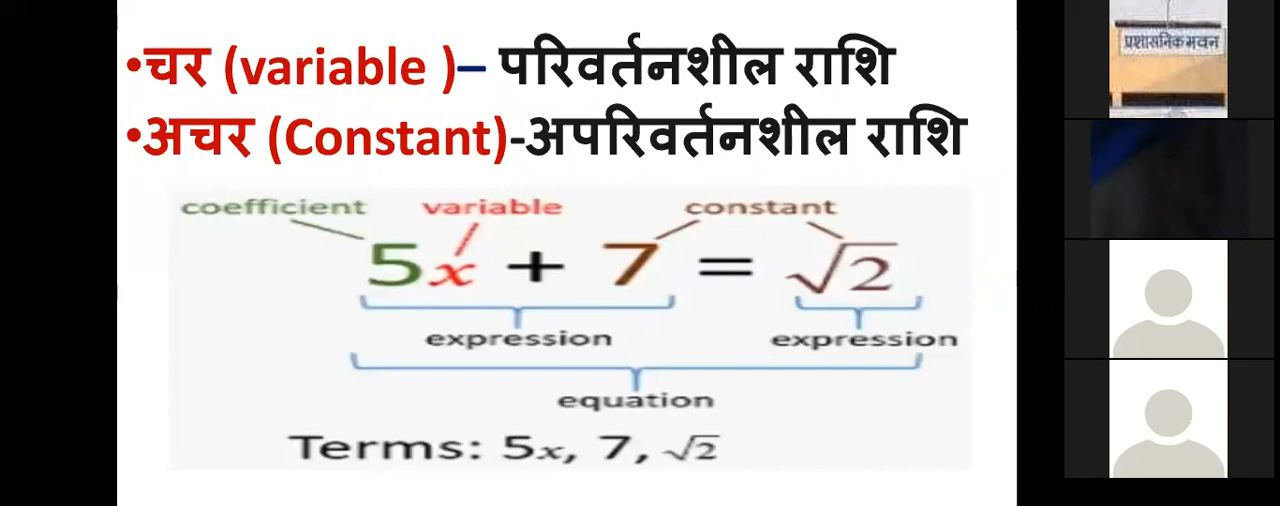 •चर (variable )– परिवर्तनशील राशि
•अचर (Constant)-अपरिवर्तनशील राशि
coefficient variable constant
5x + 7 = √2
expression expression
equation
Terms: 5x, 7, √2
प्रशासनिक भवन